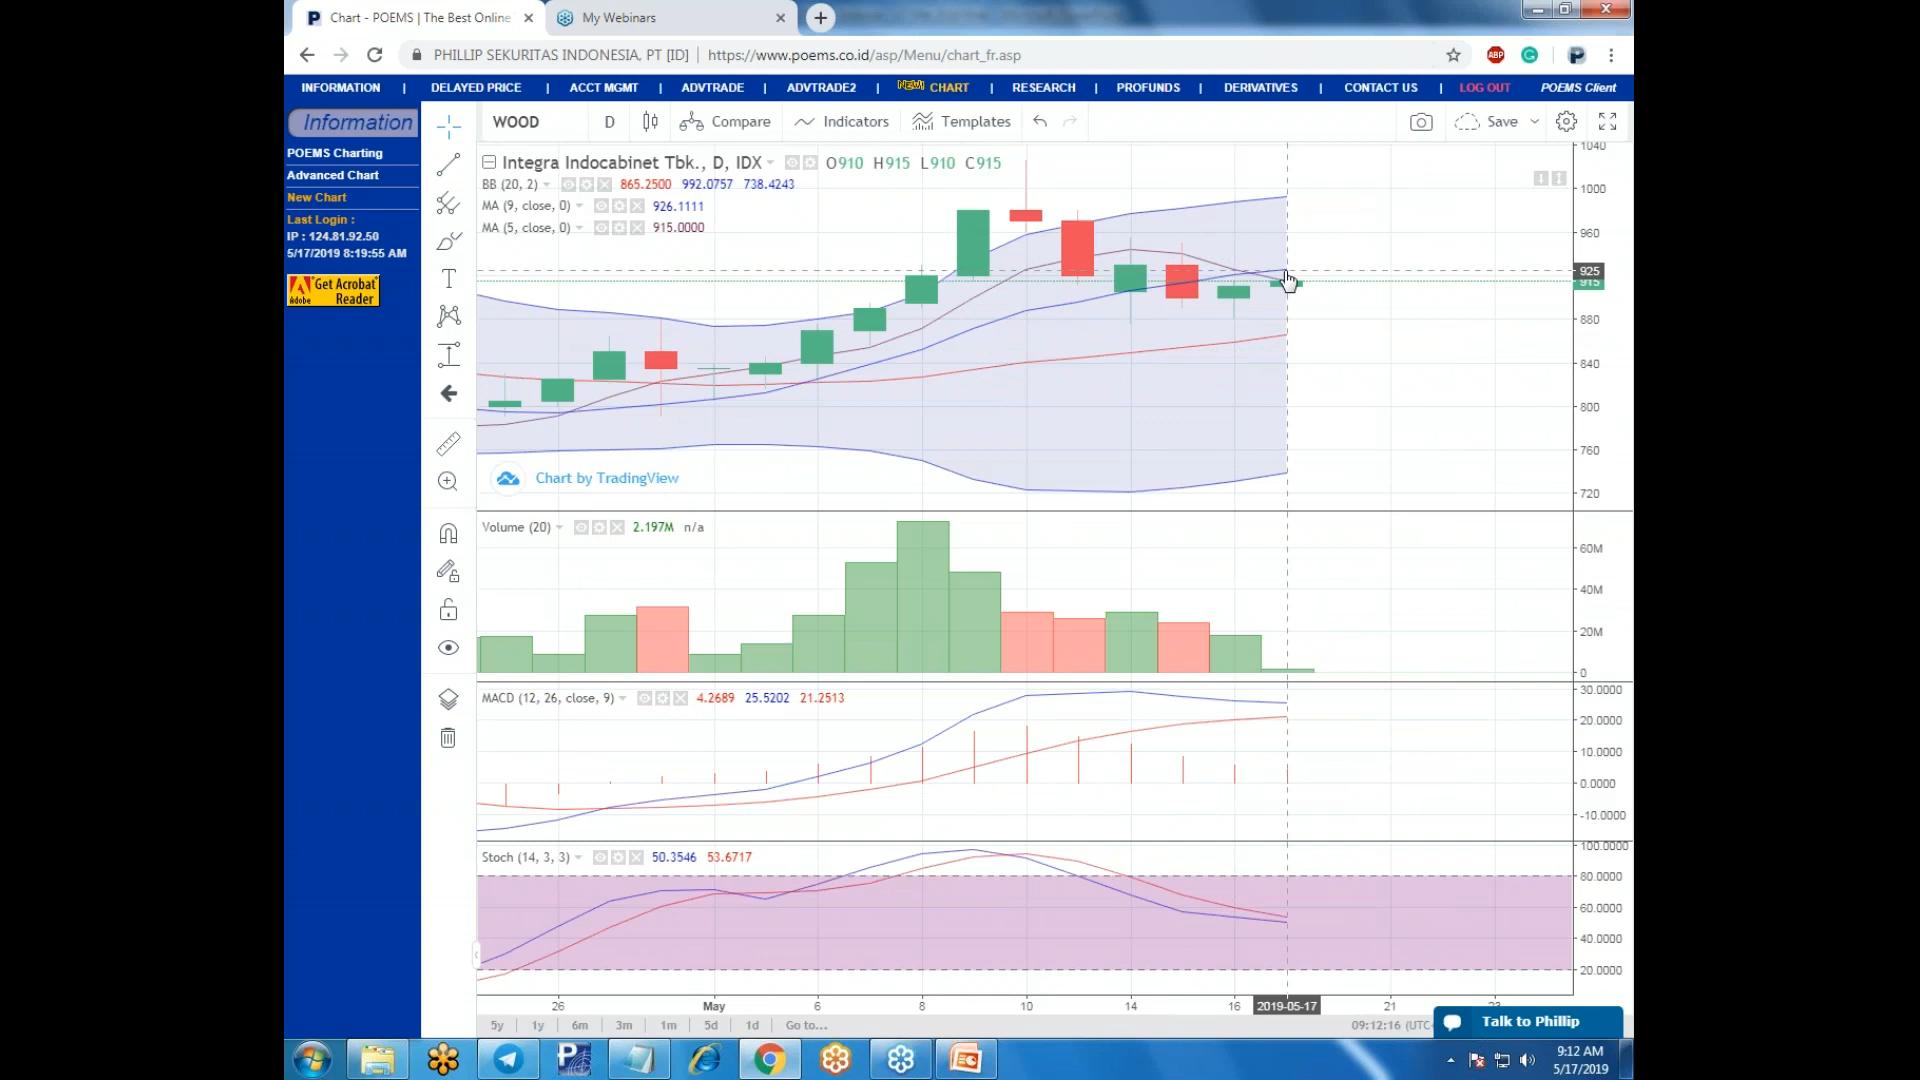 Chart - POEMS | The Best Online
My Webinars
PHILLIP SEKURITAS INDONESIA, PT [ID] | https://www.poems.co.id/asp/Menu/chart_fr.asp
ABP
INFORMATION | DELAYED PRICE | ACCT MGMT | ADVTRADE | ADVTRADE2 | NEW! CHART | RESEARCH | PROFUNDS | DERIVATIVES | CONTACT US | LOG OUT POEMS Client
Information
POEMS Charting
Advanced Chart
New Chart
Last Login :
IP : 124.81.92.50
5/17/2019 8:19:55 AM
Get Acrobat
Reader
Adobe
WOOD D Compare Indicators Templates Save
Integra Indocabinet Tbk., D, IDX O910 H915 L910 C915
BB (20, 2) 865.2500 992.0757 738.4243
MA (9, close, 0) 926.1111
MA (5, close, 0) 915.0000
1040
1000
960
925
915
880
840
800
760
720
Chart by TradingView
Volume (20) 2.197M n/a
60M
40M
20M
0
MACD (12, 26, close, 9) 4.2689 25.5202 21.2513
30.0000
20.0000
10.0000
0.0000
-10.0000
Stoch (14, 3, 3) 50.3546 53.6717
100.0000
80.0000
60.0000
40.0000
20.0000
26 May 6 8 10 14 16 2019-05-17 21 23
5y 1y 6m 3m 1m 5d 1d Go to...
09:12:16 (UTC
Talk to Phillip
9:12 AM
5/17/2019